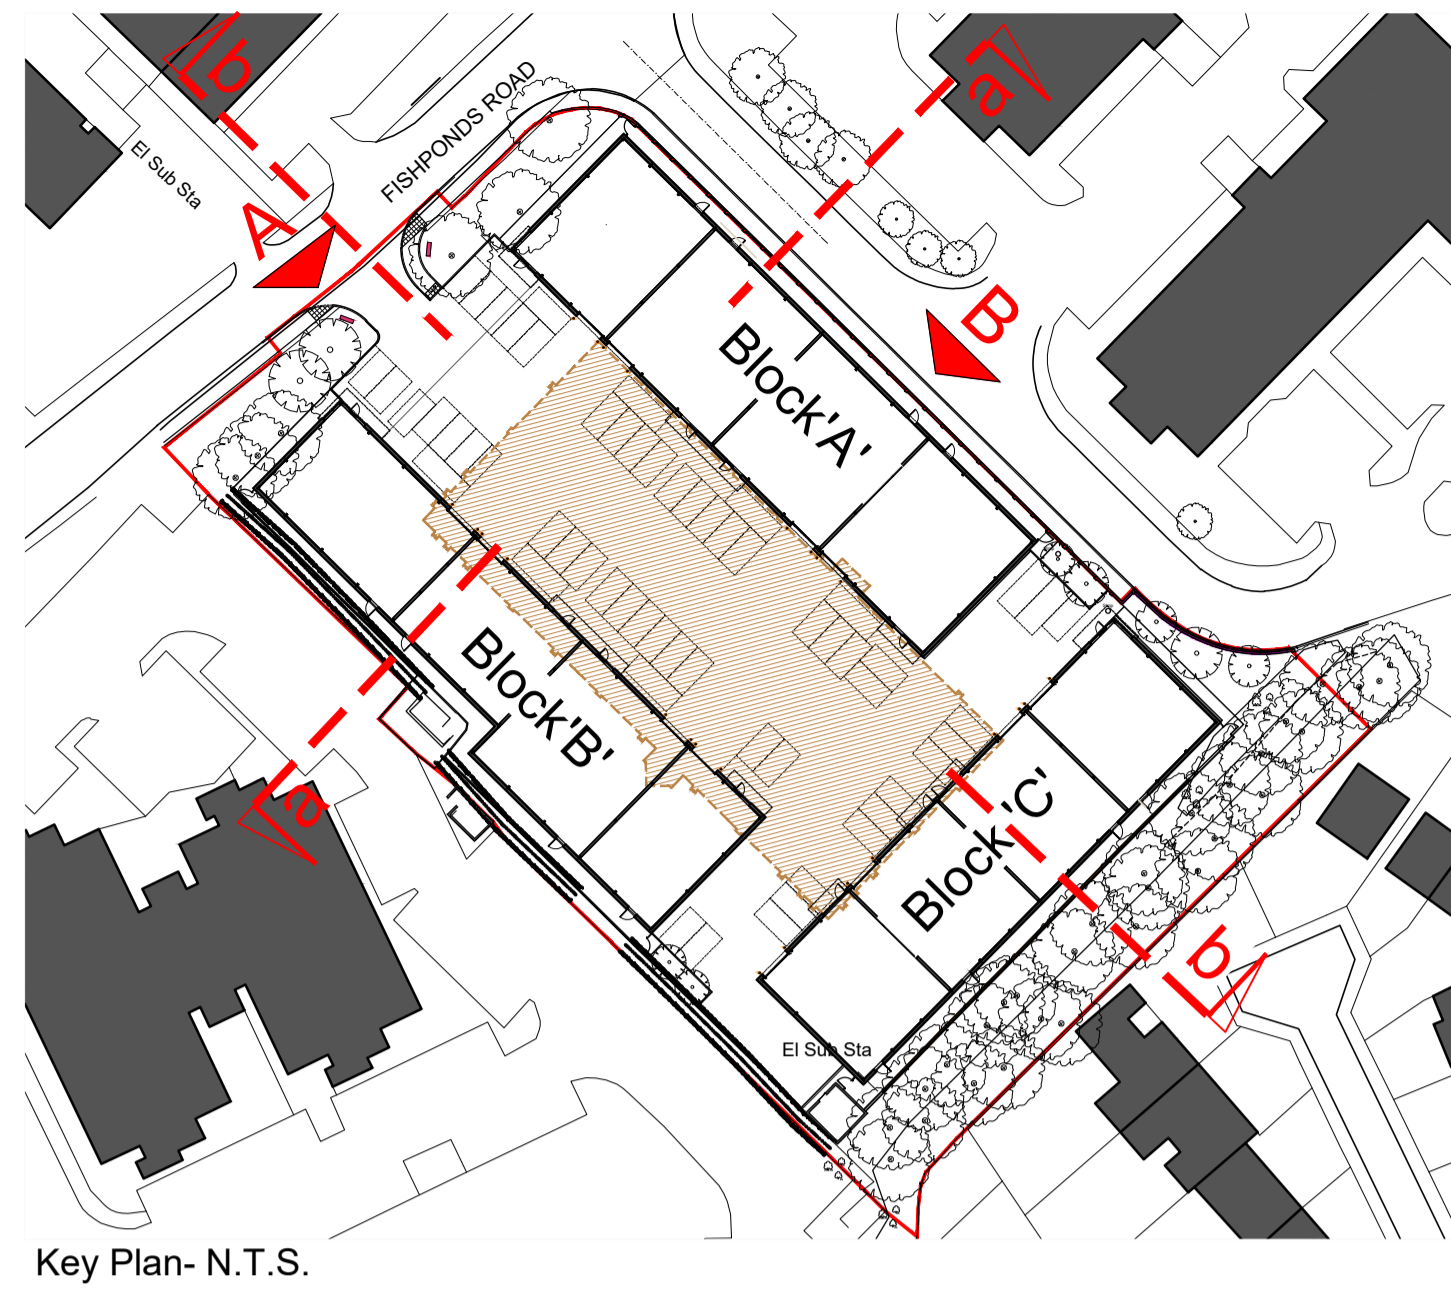 b
a
FISHPONDS ROAD
El Sub Sta
A
B
Block'A'
Block'B'
a
Block 'C'
b
El Sub Sta
Key Plan- N.T.S.